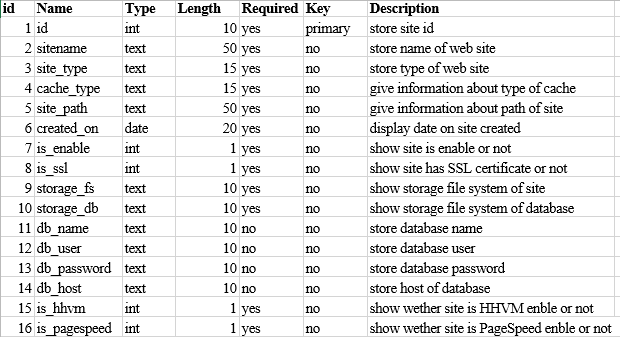 id Name Type Length Required Key Description
1 id int 10 yes primary store site id
2 sitename text 50 yes no store name of web site
3 site_type text 15 yes no store type of web site
4 cache_type text 15 yes no give information about type of cache
5 site_path text 50 yes no give information about path of site
6 created_on date 20 yes no display date on site created
7 is_enable int 1 yes no show site is enable or not
8 is_ssl int 1 yes no show site has SSL certificate or not
9 storage_fs text 10 yes no show storage file system of site
10 storage_db text 10 yes no show storage file system of database
11 db_name text 10 no no store database name
12 db_user text 10 no no store database user
13 db_password text 10 no no store database password
14 db_host text 10 no no store host of database
15 is_hhvm int 1 yes no show wether site is HHVM enble or not
16 is_pagespeed int 1 yes no show wether site is PageSpeed enble or not